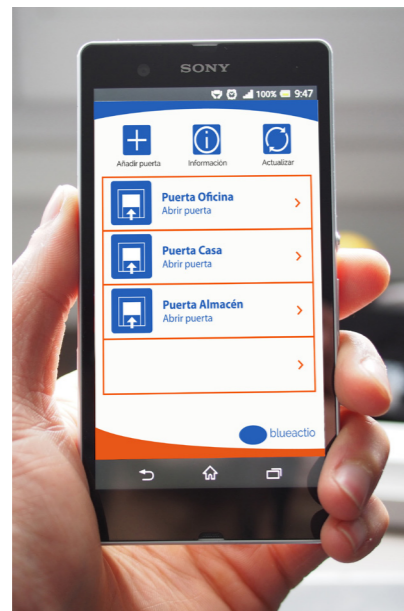 SONY
100% 9:47
Añadir puerta
Información
Actualizar
Puerta Oficina
Abrir puerta
Puerta Casa
Abrir puerta
Puerta Almacén
Abrir puerta
blueactio